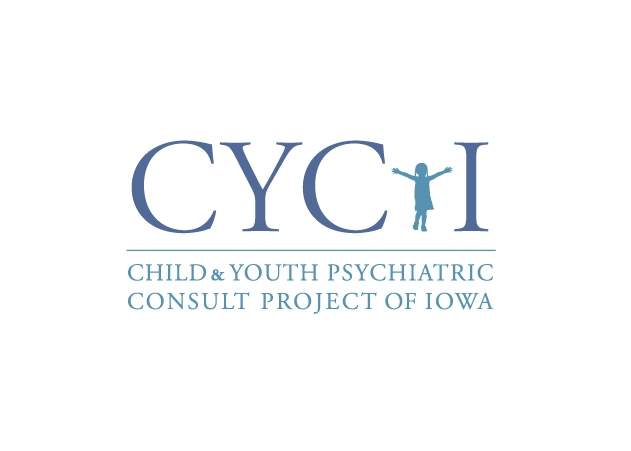 CYC I
CHILD & YOUTH PSYCHIATRIC
CONSULT PROJECT OF IOWA